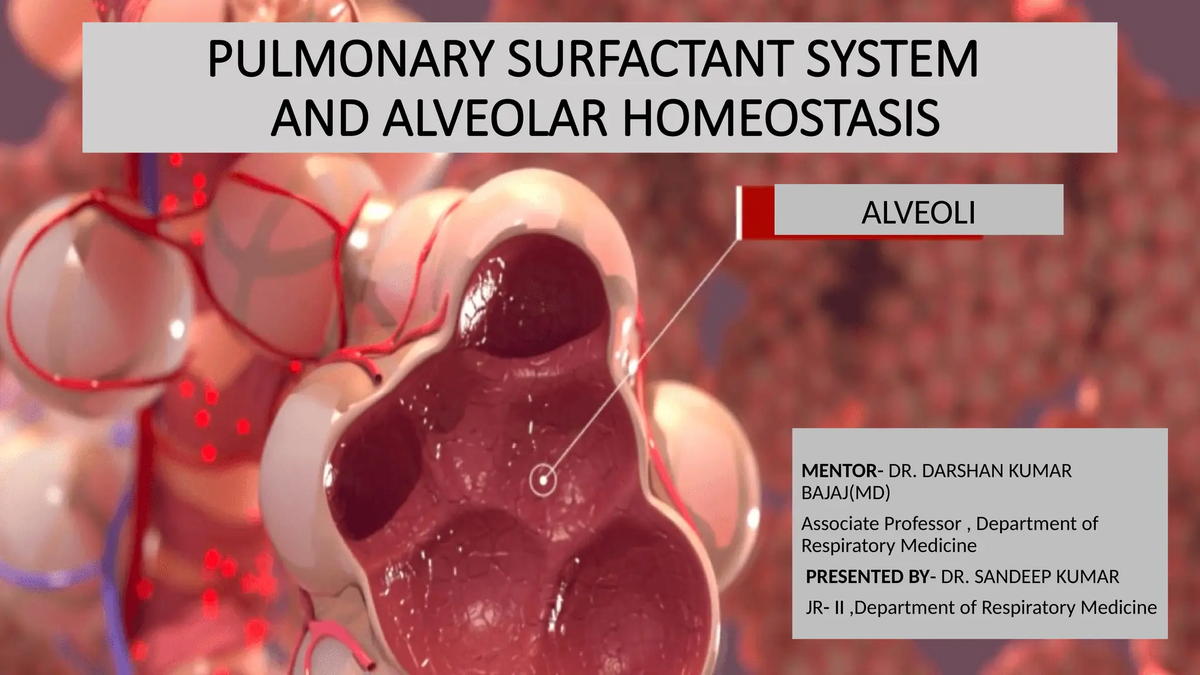 PULMONARY SURFACTANT SYSTEM
AND ALVEOLAR HOMEOSTASIS
ALVEOLI
MENTOR- DR. DARSHAN KUMAR
BAJAJ(MD)
Associate Professor , Department of
Respiratory Medicine
PRESENTED BY- DR. SANDEEP KUMAR
JR- II ,Department of Respiratory Medicine